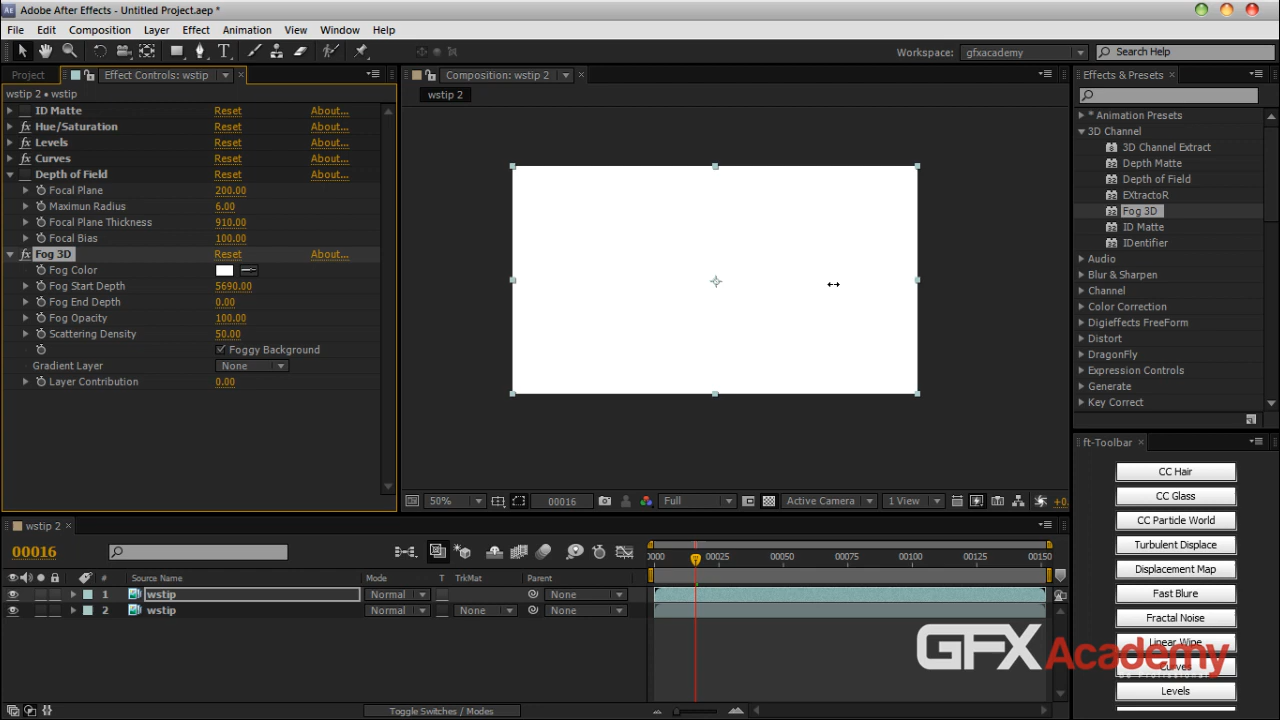 Adobe After Effects - Untitled Project.aep *
File Edit Composition Layer Effect Animation View Window Help
Workspace: gfxacademy Search Help
Project Effect Controls: wstip
wstip 2 • wstip
ID Matte Reset About...
Hue/Saturation Reset About...
Levels Reset About...
Curves Reset About...
Depth of Field Reset About...
Focal Plane 200.00
Maximun Radius 6.00
Focal Plane Thickness 910.00
Focal Bias 100.00
Fog 3D Reset About...
Fog Color
Fog Start Depth 5690.00
Fog End Depth 0.00
Fog Opacity 100.00
Scattering Density 50.00
Foggy Background
Gradient Layer None
Layer Contribution 0.00
Composition: wstip 2
wstip 2
50% 00016 Full Active Camera 1 View +0.
Effects & Presets
* Animation Presets
3D Channel
3D Channel Extract
Depth Matte
Depth of Field
EXtractoR
Fog 3D
ID Matte
IDentifier
Audio
Blur & Sharpen
Channel
Color Correction
Digieffects FreeForm
Distort
DragonFly
Expression Controls
Generate
Key Correct
ft-Toolbar
CC Hair
CC Glass
CC Particle World
Turbulent Displace
Displacement Map
Fast Blure
Fractal Noise
Linear Wipe
Curves
Levels
wstip 2
00016
0000 00025 00050 00075 00100 00125 00150
# Source Name Mode T TrkMat Parent
1 wstip Normal None
2 wstip Normal None None
Toggle Switches / Modes
GFXAcademy